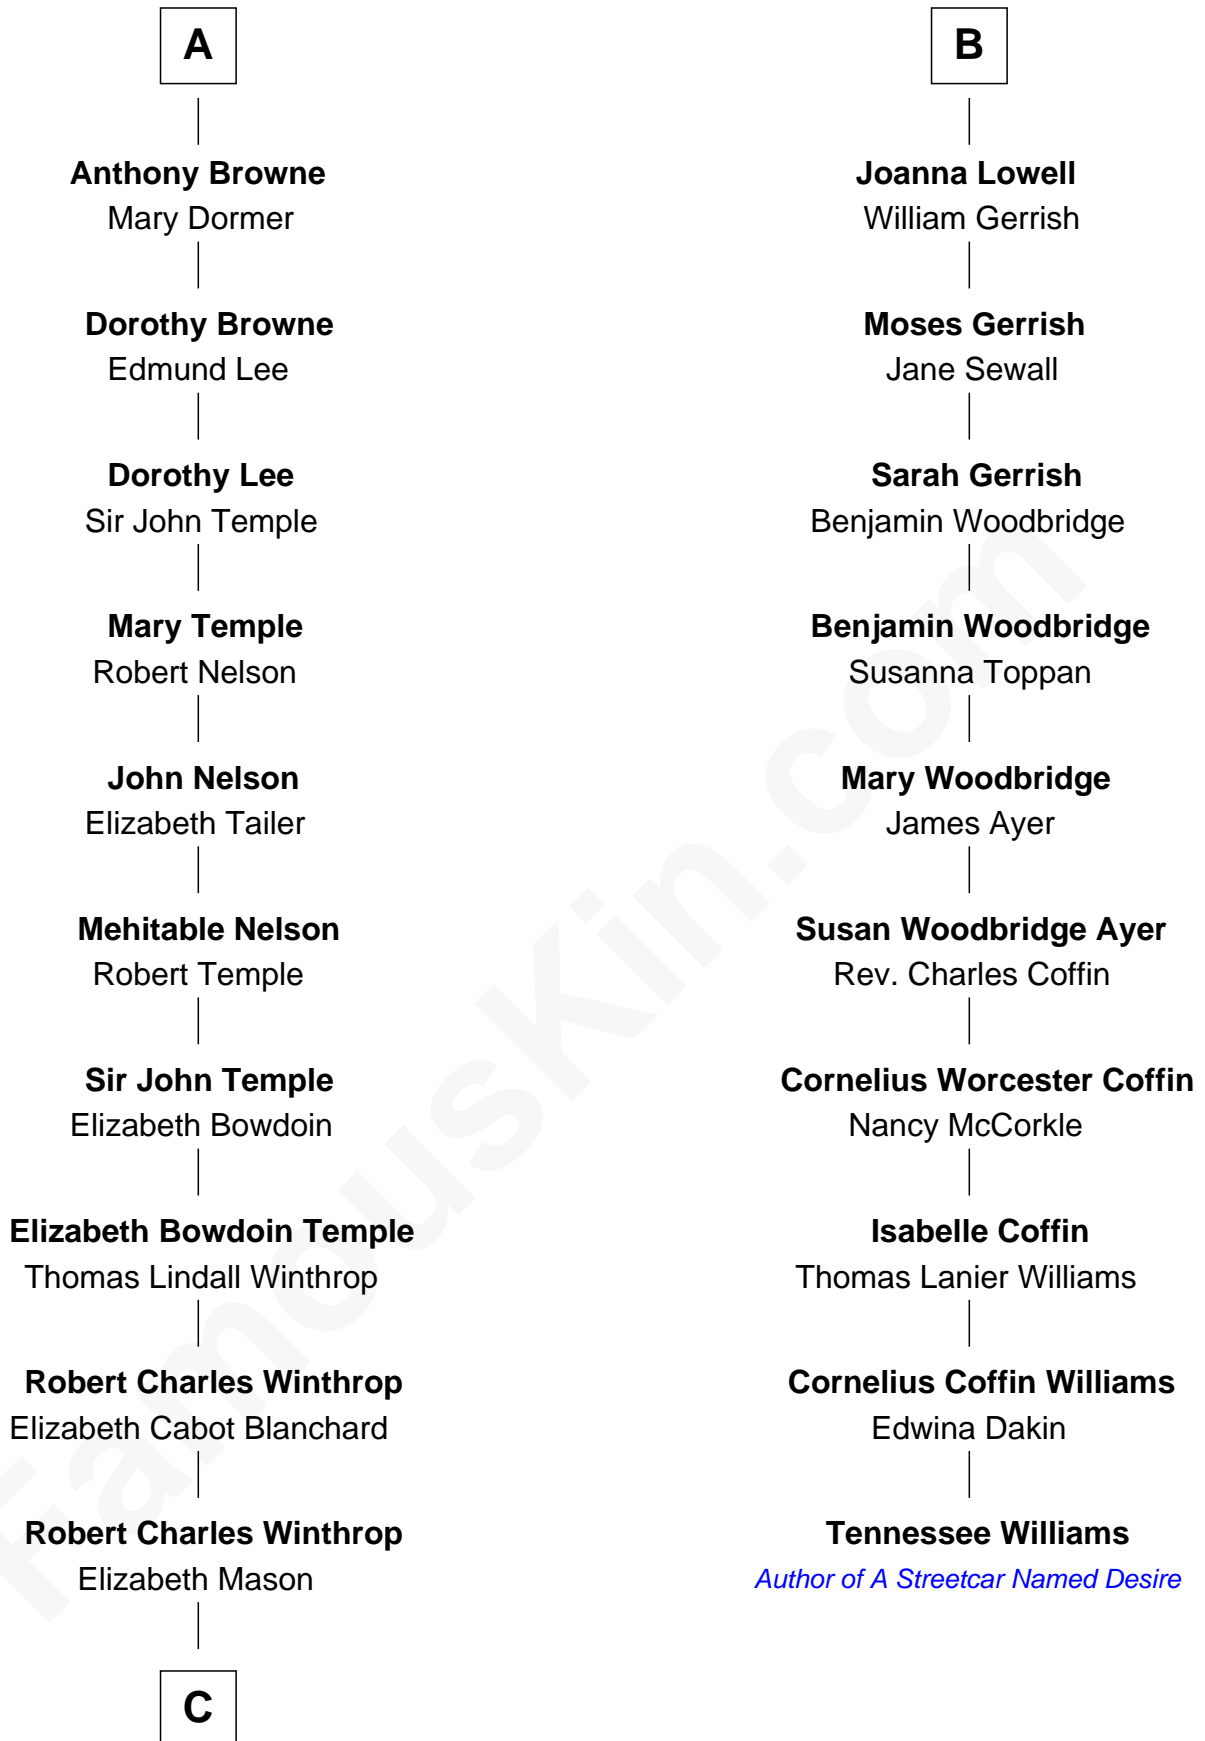 A
Anthony Browne
Mary Dormer
Dorothy Browne
Edmund Lee
Dorothy Lee
Sir John Temple
Mary Temple
Robert Nelson
John Nelson
Elizabeth Tailer
Mehitable Nelson
Robert Temple
Sir John Temple
Elizabeth Bowdoin
Elizabeth Bowdoin Temple
Thomas Lindall Winthrop
Robert Charles Winthrop
Elizabeth Cabot Blanchard
Robert Charles Winthrop
Elizabeth Mason
C
B
Joanna Lowell
William Gerrish
Moses Gerrish
Jane Sewall
Sarah Gerrish
Benjamin Woodbridge
Benjamin Woodbridge
Susanna Toppan
Mary Woodbridge
James Ayer
Susan Woodbridge Ayer
Rev. Charles Coffin
Cornelius Worcester Coffin
Nancy McCorkle
Isabelle Coffin
Thomas Lanier Williams
Cornelius Coffin Williams
Edwina Dakin
Tennessee Williams
Author of A Streetcar Named Desire
FamousKin.com